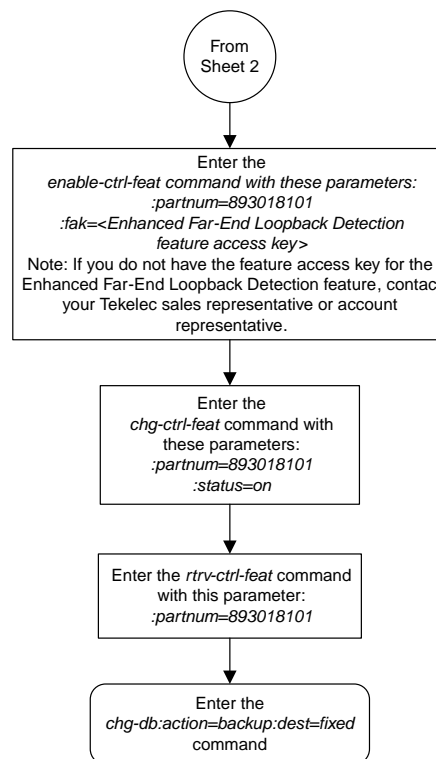 From
Sheet 2
Enter the
enable-ctrl-feat command with these parameters:
:partnum=893018101
:fak=<Enhanced Far-End Loopback Detection
feature access key>
Note: If you do not have the feature access key for the
Enhanced Far-End Loopback Detection feature, contac
your Tekelec sales representative or account
representative.
Enter the
chg-ctrl-feat command with
these parameters:
:partnum=893018101
:status=on
Enter the rtrv-ctrl-feat command
with this parameter:
:partnum=893018101
Enter the
chg-db:action=backup:dest=fixed
command